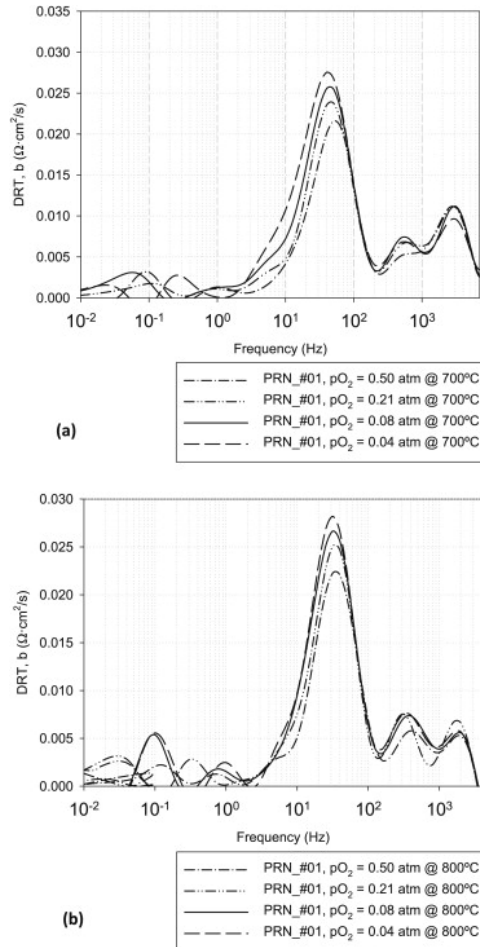 (a)
0.035
0.030
0.025
0.020
0.015
0.010
0.005
0.000
DRT, b (Ω·cm²/s)
10⁻² 10⁻¹ 10⁰ 10¹ 10² 10³
Frequency (Hz)
PRN_#01, pO₂ = 0.50 atm @ 700ºC
PRN_#01, pO₂ = 0.21 atm @ 700ºC
PRN_#01, pO₂ = 0.08 atm @ 700ºC
PRN_#01, pO₂ = 0.04 atm @ 700ºC
(a)
0.030
0.025
0.020
0.015
0.010
0.005
0.000
DRT, b (Ω·cm²/s)
10⁻² 10⁻¹ 10⁰ 10¹ 10² 10³
Frequency (Hz)
PRN_#01, pO₂ = 0.50 atm @ 800ºC
PRN_#01, pO₂ = 0.21 atm @ 800ºC
PRN_#01, pO₂ = 0.08 atm @ 800ºC
PRN_#01, pO₂ = 0.04 atm @ 800ºC
(b)